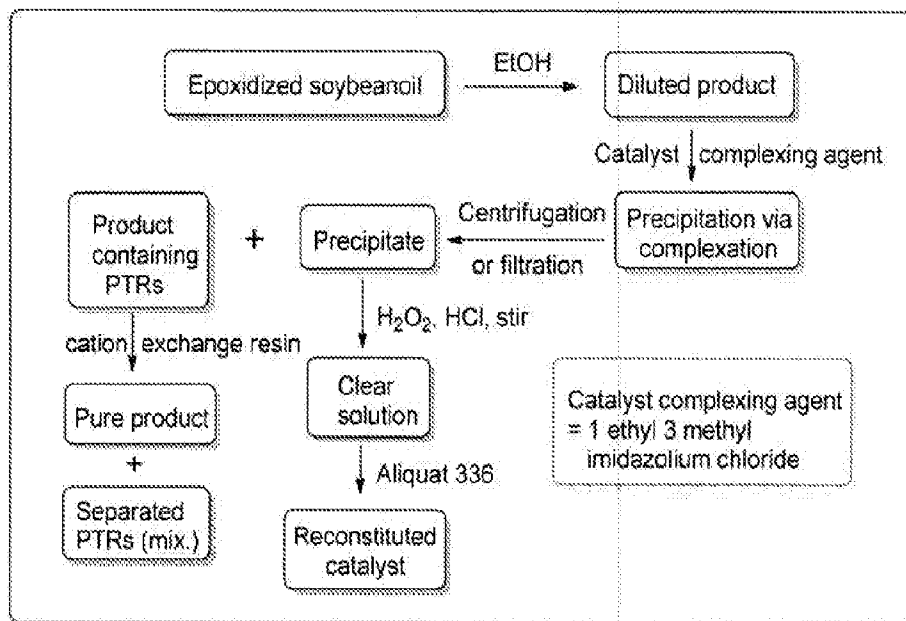 Epoxidized soybeanoil
EtOH
Diluted product
Catalyst complexing agent
Precipitation via
complexation
Centrifugation
or filtration
Precipitate
+
Product
containing
PTRs
H₂O₂, HCl, stir
cation exchange resin
Clear
solution
Pure product
+
Separated
PTRs (mix.)
Aliquat 336
Reconstituted
catalyst
Catalyst complexing agent
= 1 ethyl 3 methyl
imidazolium chloride